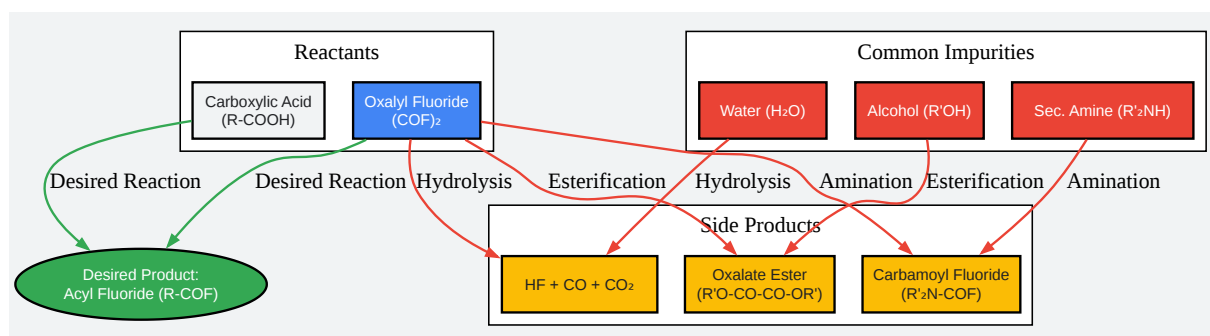 Reactants
Common Impurities
Carboxylic Acid
(R-COOH)
Oxalyl Fluoride
(COF)₂
Water (H₂O)
Alcohol (R'OH)
Sec. Amine (R'₂NH)
Desired Reaction
Desired Reaction
Hydrolysis
Esterification
Hydrolysis
Amination
Esterification
Amination
Side Products
Desired Product:
Acyl Fluoride (R-COF)
HF + CO + CO₂
Oxalate Ester
(R'O-CO-CO-OR')
Carbamoyl Fluoride
(R'₂N-COF)